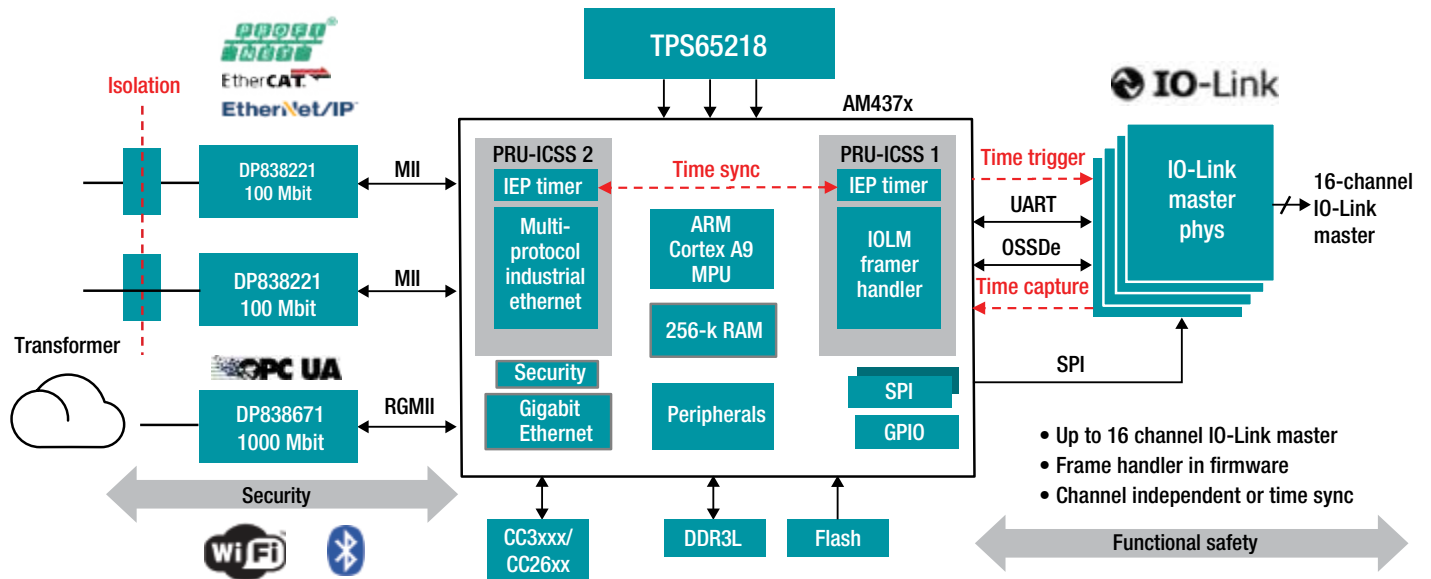 PROFI®
NET
EtherCAT
EtherNet/IP
Isolation
TPS65218
AM437x
IO-Link
DP838221
100 Mbit
MII
DP838221
100 Mbit
MII
Transformer
OPC UA
DP838671
1000 Mbit
RGMII
Security
Wi Fi
PRU-ICSS 2
IEP timer
Multi-
protocol
industrial
ethernet
Time sync
PRU-ICSS 1
IEP timer
IOLM
framer
handler
ARM
Cortex A9
MPU
256-k RAM
Security
Gigabit
Ethernet
Peripherals
SPI
GPIO
CC3xxx/
CC26xx
DDR3L
Flash
Time trigger
UART
OSSDe
Time capture
SPI
IO-Link
master
phys
16-channel
IO-Link
master
• Up to 16 channel IO-Link master
• Frame handler in firmware
• Channel independent or time sync
Functional safety